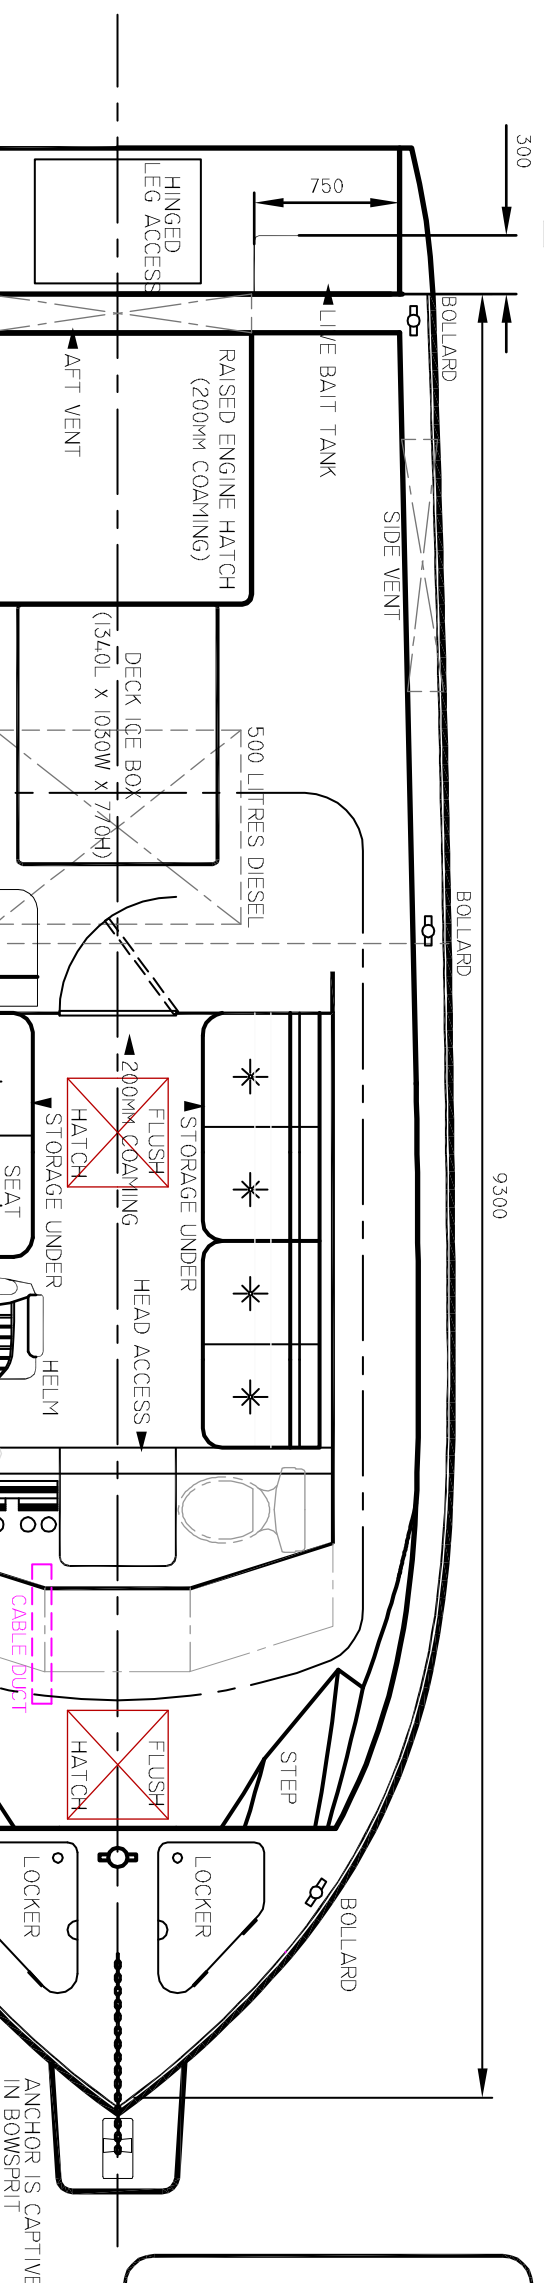 300
750
HINGED
LEG ACCESS
BOLLARD
LIVE BAIT TANK
AFT VENT
RAISED ENGINE HATCH
(200MM COAMING)
SIDE VENT
DECK ICE BOX
(1340L X 1030W X 770H)
500 LITRES DIESEL
BOLLARD
9300
200MM COAMING
FLUSH
HATCH
STORAGE UNDER
STORAGE UNDER
SEAT
HEAD ACCESS
HELM
CABLE DUCT
FLUSH
HATCH
STEP
LOCKER
LOCKER
BOLLARD
ANCHOR IS CAPTIVE
IN BOWSPRIT